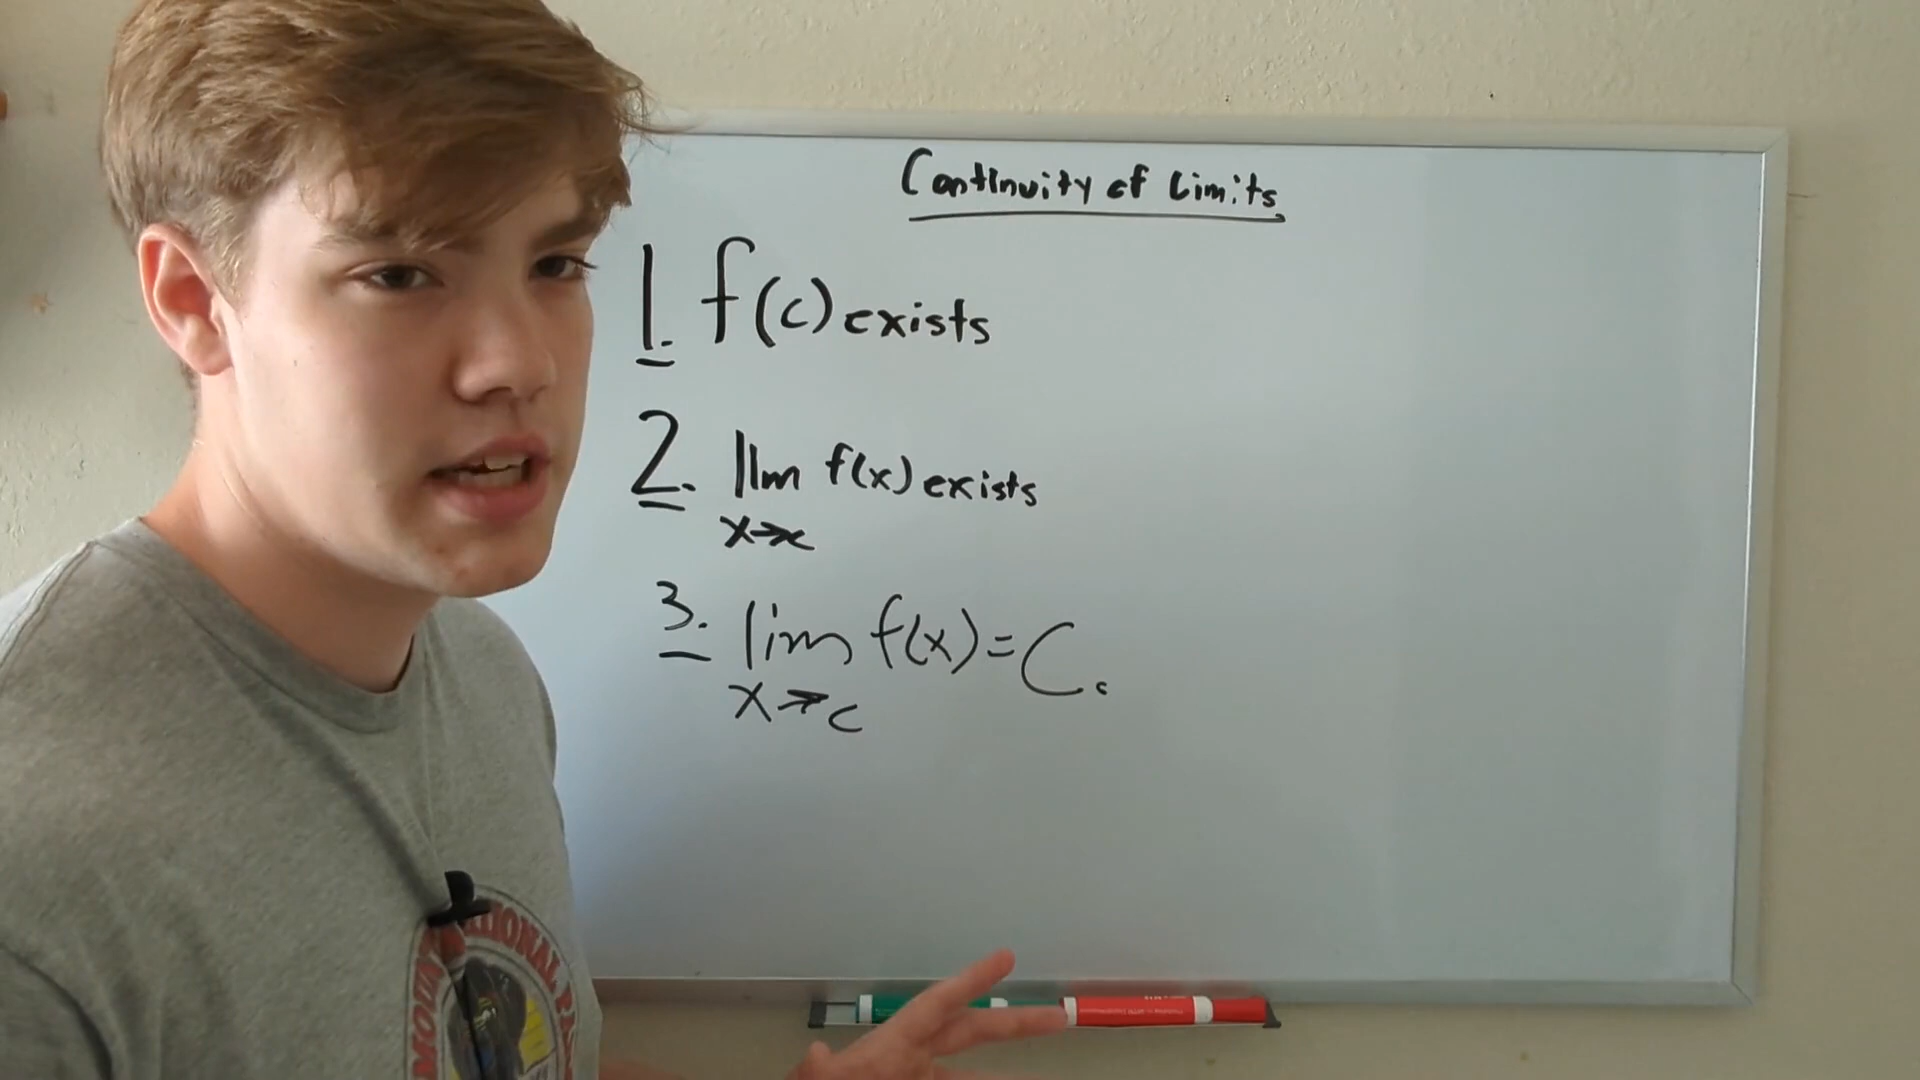 Continuity of Limits
1. f(c) exists
2. lim f(x) exists
x→c
3. lim f(x) = C.
x→c